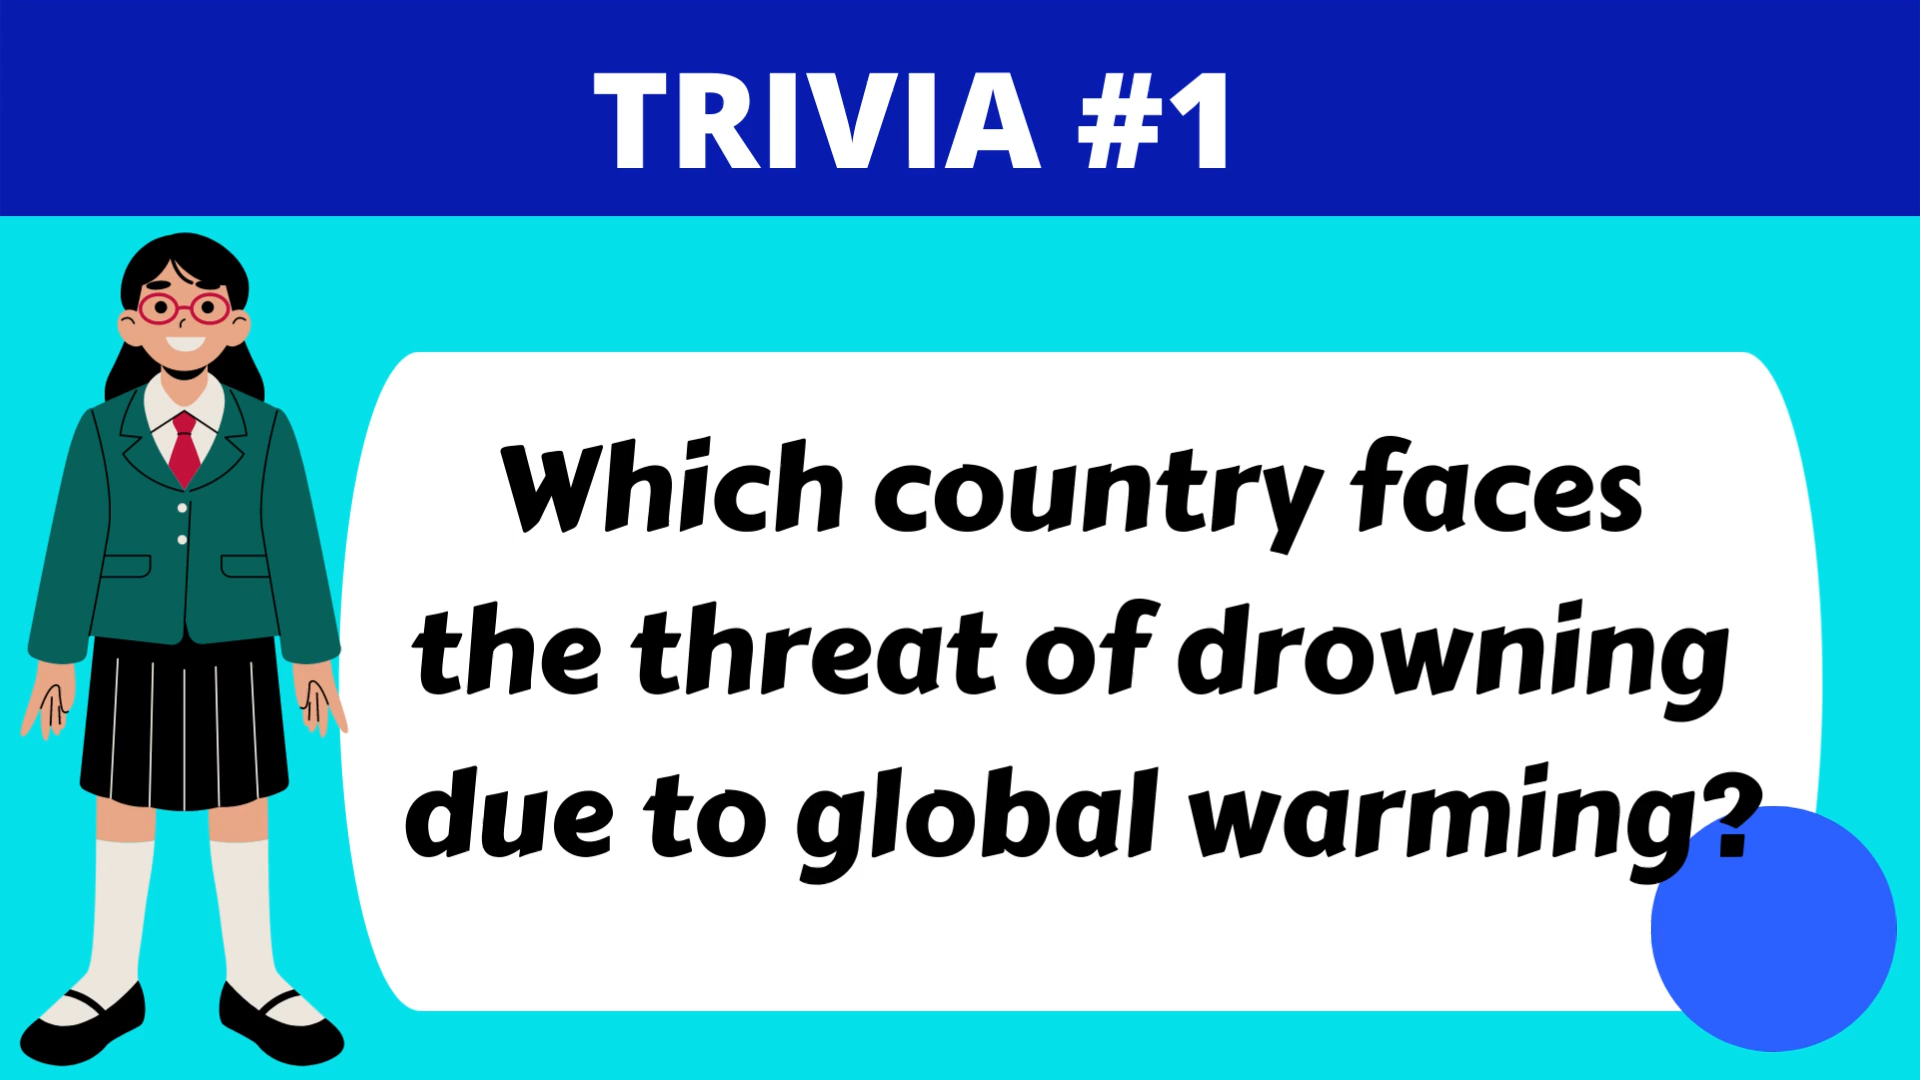 TRIVIA #1
Which country faces
the threat of drowning
due to global warming?